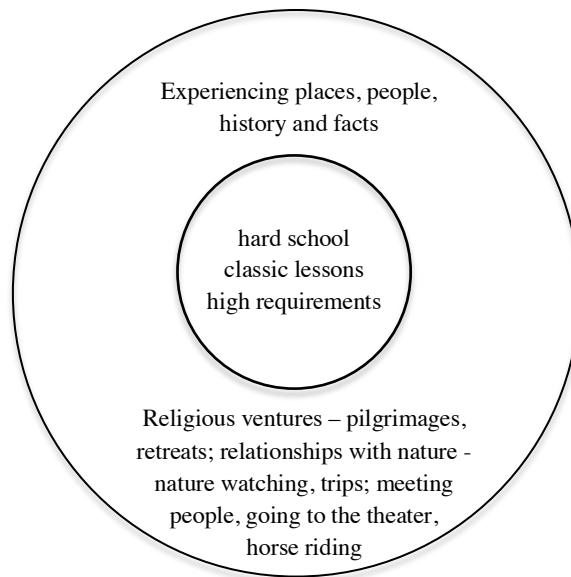 Experiencing places, people,
history and facts
hard school
classic lessons
high requirements
Religious ventures – pilgrimages,
retreats; relationships with nature -
nature watching, trips; meeting
people, going to the theater,
horse riding